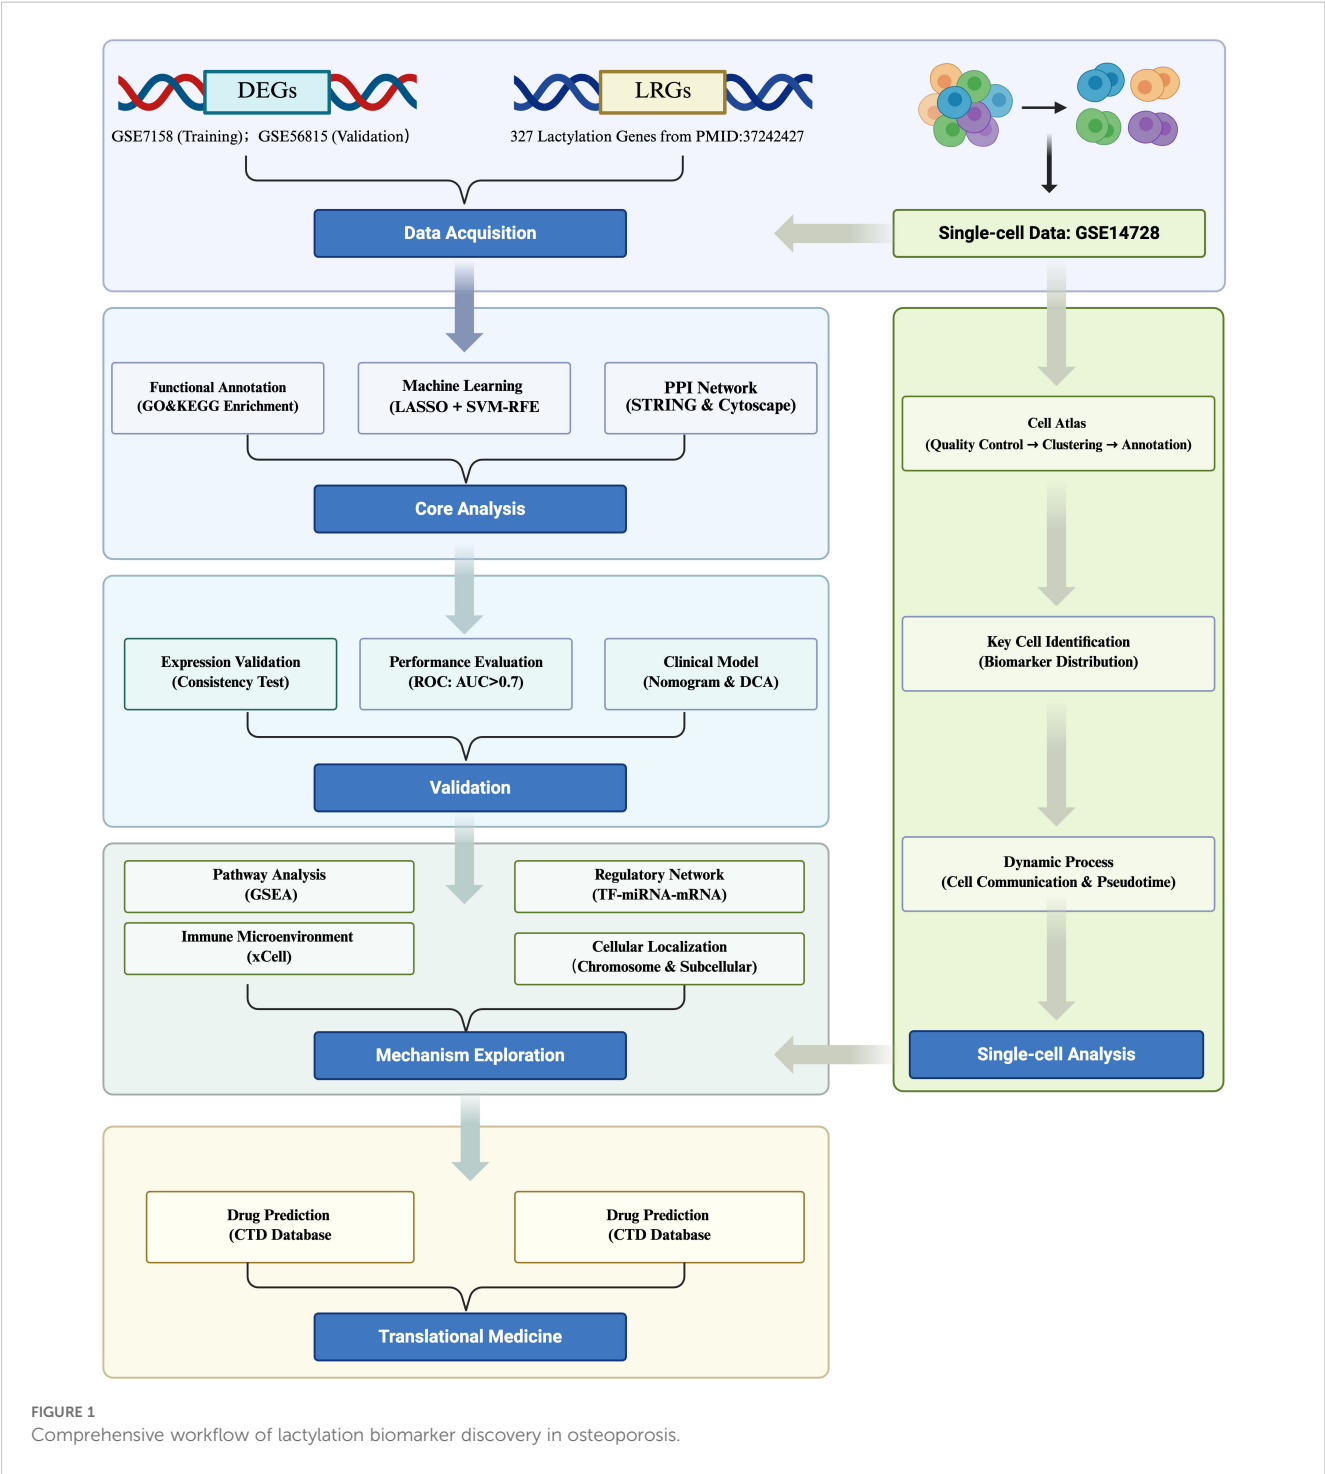 DEGs
LRGs
GSE7158 (Training)；GSE56815 (Validation）
327 Lactylation Genes from PMID:37242427
Data Acquisition
Single-cell Data: GSE14728
Functional Annotation
(GO&KEGG Enrichment)
Machine Learning
(LASSO + SVM-RFE
PPI Network
(STRING & Cytoscape)
Core Analysis
Cell Atlas
(Quality Control → Clustering → Annotation)
Expression Validation
(Consistency Test)
Performance Evaluation
(ROC: AUC>0.7)
Clinical Model
(Nomogram & DCA)
Validation
Key Cell Identification
(Biomarker Distribution)
Pathway Analysis
(GSEA)
Regulatory Network
(TF-miRNA-mRNA)
Immune Microenvironment
(xCell)
Cellular Localization
（Chromosome & Subcellular)
Mechanism Exploration
Dynamic Process
(Cell Communication & Pseudotime)
Single-cell Analysis
Drug Prediction
(CTD Database
Drug Prediction
(CTD Database
Translational Medicine
FIGURE 1
Comprehensive workflow of lactylation biomarker discovery in osteoporosis.